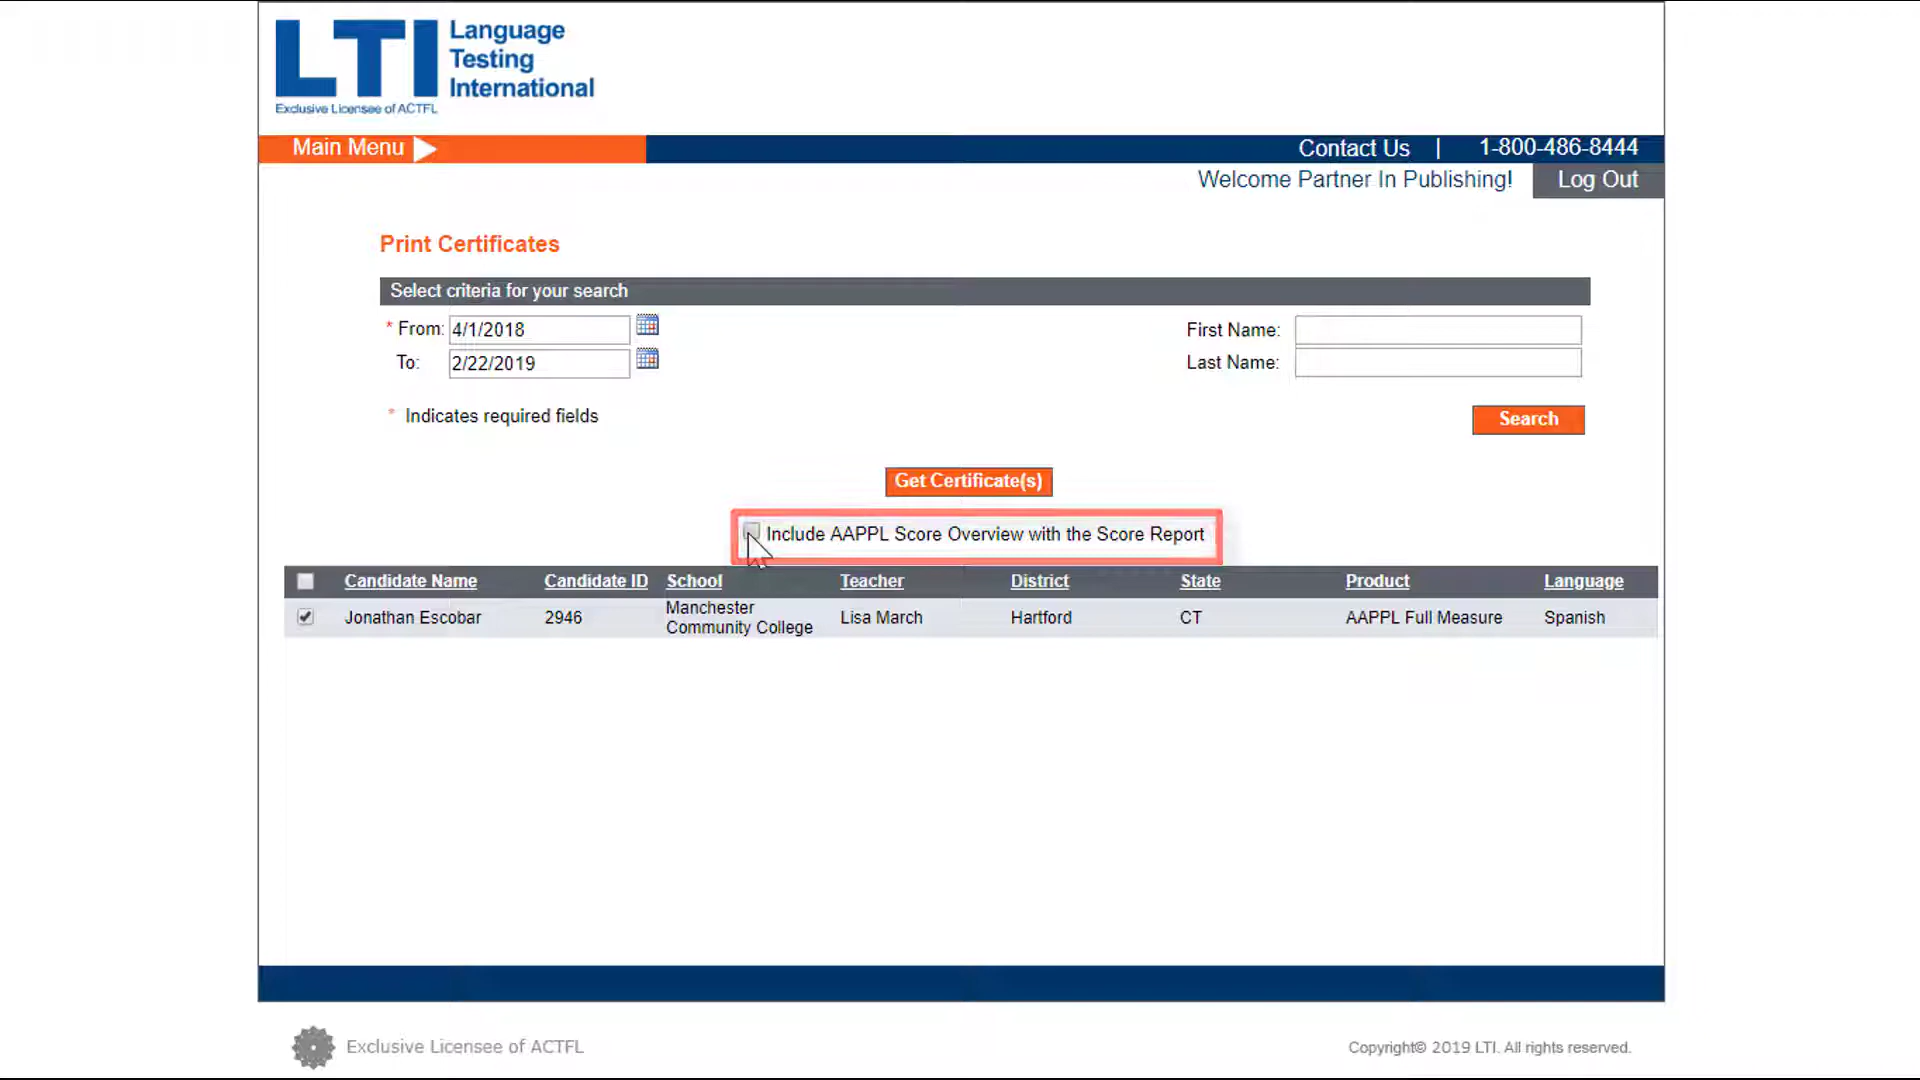 LTI Language
Testing
International
Exclusive Licensee of ACTFL
Main Menu
Contact Us | 1-800-486-8444
Welcome Partner In Publishing! Log Out
Print Certificates
Select criteria for your search
* From: 4/1/2018 First Name:
To: 2/22/2019 Last Name:
* Indicates required fields
Search
Get Certificate(s)
Include AAPPL Score Overview with the Score Report
Candidate Name Candidate ID School Teacher District State Product Language
Jonathan Escobar 2946 Manchester Community College Lisa March Hartford CT AAPPL Full Measure Spanish
Exclusive Licensee of ACTFL
Copyright© 2019 LTI. All rights reserved.